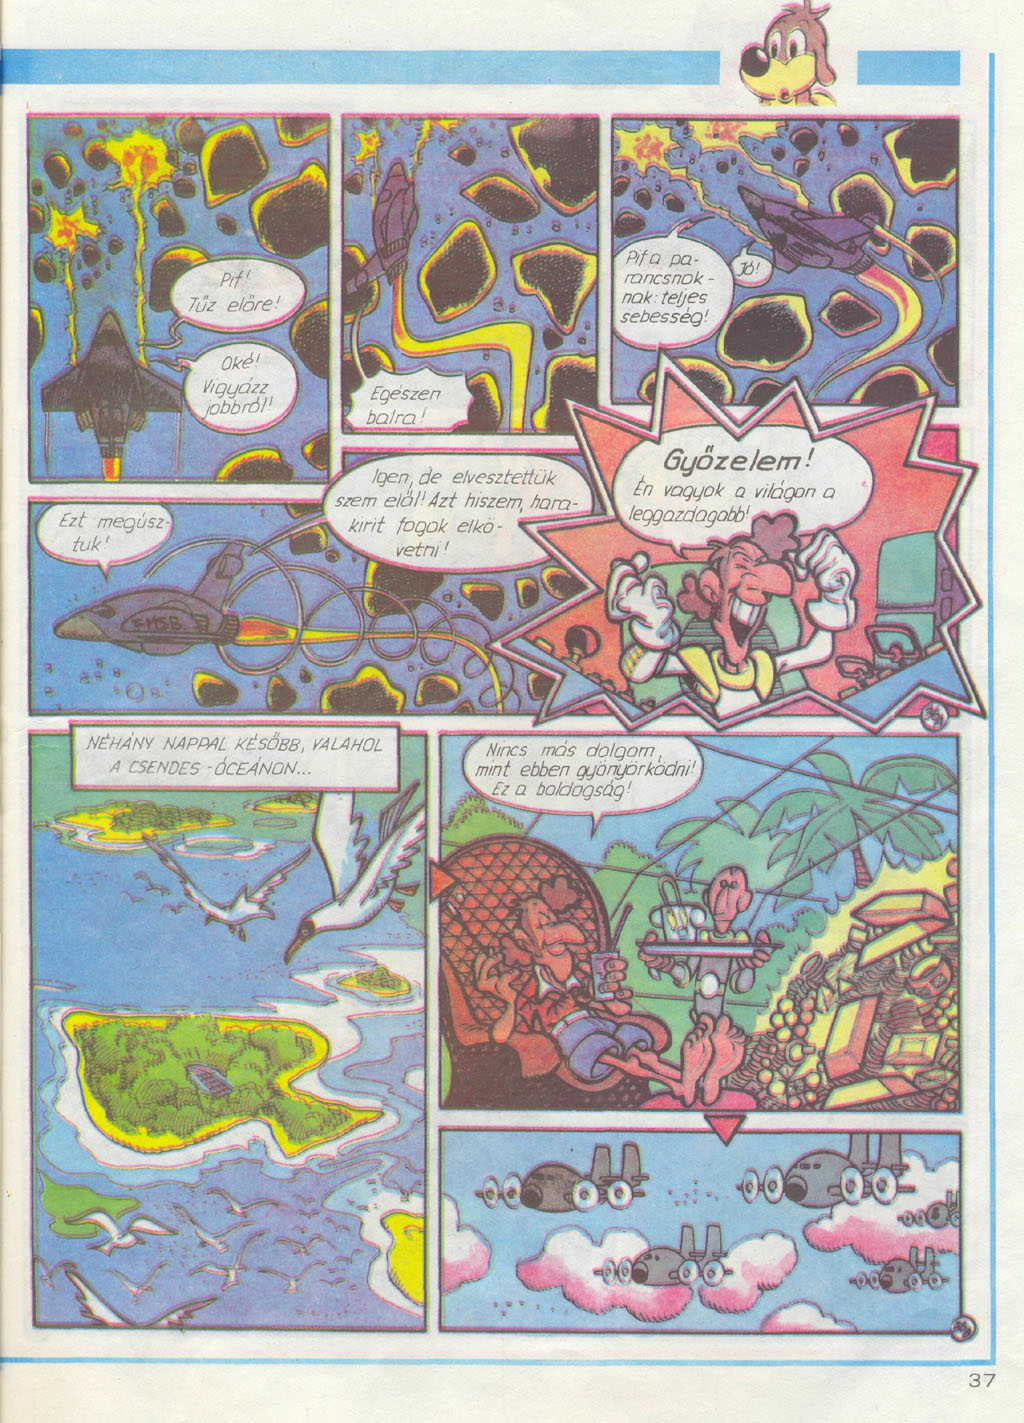 Pif!
Tűz előre!
Oké!
Vigyázz
jobbról!
Egészen
balra!
Pif a pa-
rancsnok-
nak: teljes
sebesség!
Jó!
Ezt megúsz-
tuk!
Igen, de elvesztettük
szem elől! Azt hiszem, hara-
kirit fogok elkö-
vetni!
FMSB
Győzelem!
Én vagyok a világon a
leggazdagabb!
36/A
NÉHÁNY NAPPAL KÉSŐBB, VALAHOL
A CSENDES-ÓCEÁNON...
Nincs más dolgom,
mint ebben gyönyörködni!
Ez a boldogság!
36/B
37